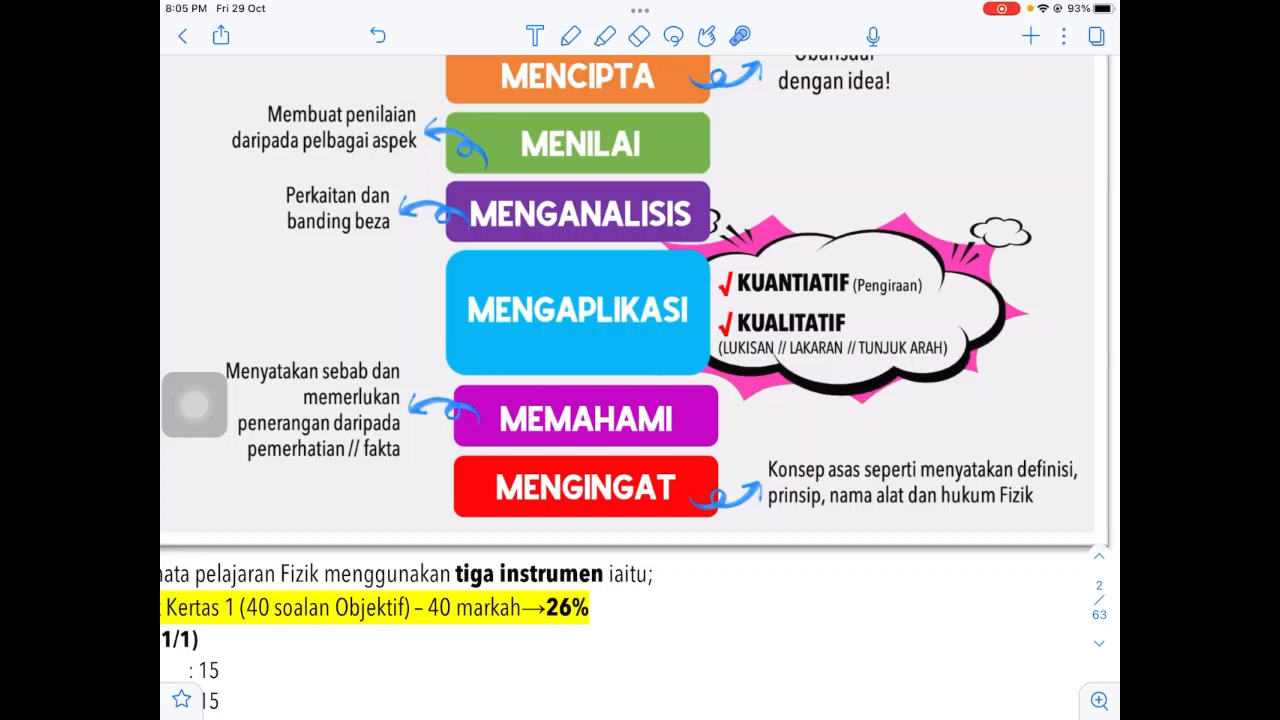 8:05 PM Fri 29 Oct
93%
MENCIPTA
dengan idea!
Membuat penilaian
daripada pelbagai aspek
MENILAI
Perkaitan dan
banding beza
MENGANALISIS
MENGAPLIKASI
√ KUANTIATIF (Pengiraan)
√ KUALITATIF
(LUKISAN // LAKARAN // TUNJUK ARAH)
Menyatakan sebab dan
memerlukan
penerangan daripada
pemerhatian // fakta
MEMAHAMI
MENGINGAT
Konsep asas seperti menyatakan definisi,
prinsip, nama alat dan hukum Fizik
pelajaran Fizik menggunakan tiga instrumen iaitu;
Kertas 1 (40 soalan Objektif) – 40 markah→26%
1/1)
: 15
15
2
/
63